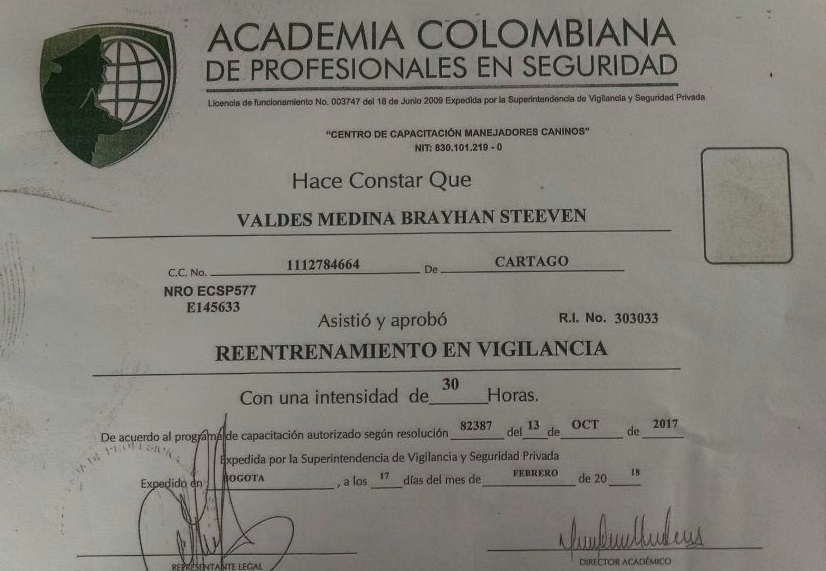 ACADEMIA COLOMBIANA
DE PROFESIONALES EN SEGURIDAD
Licencia de funcionamiento No. 003747 del 18 de Junio 2009 Expedida por la Superintendencia de Vigilancia y Seguridad Privada
"CENTRO DE CAPACITACIÓN MANEJADORES CANINOS"
NIT: 830.101.219 - 0
Hace Constar Que
VALDES MEDINA BRAYHAN STEEVEN
C.C. No. 1112784664 De CARTAGO
NRO ECSP577
E145633
Asistió y aprobó R.I. No. 303033
REENTRENAMIENTO EN VIGILANCIA
Con una intensidad de 30 Horas.
De acuerdo al programa de capacitación autorizado según resolución 82387 del 13 de OCT de 2017
Expedida por la Superintendencia de Vigilancia y Seguridad Privada
Expedido en BOGOTA , a los 17 días del mes de FEBRERO de 20 18
REPRESENTANTE LEGAL DIRECTOR ACADÉMICO